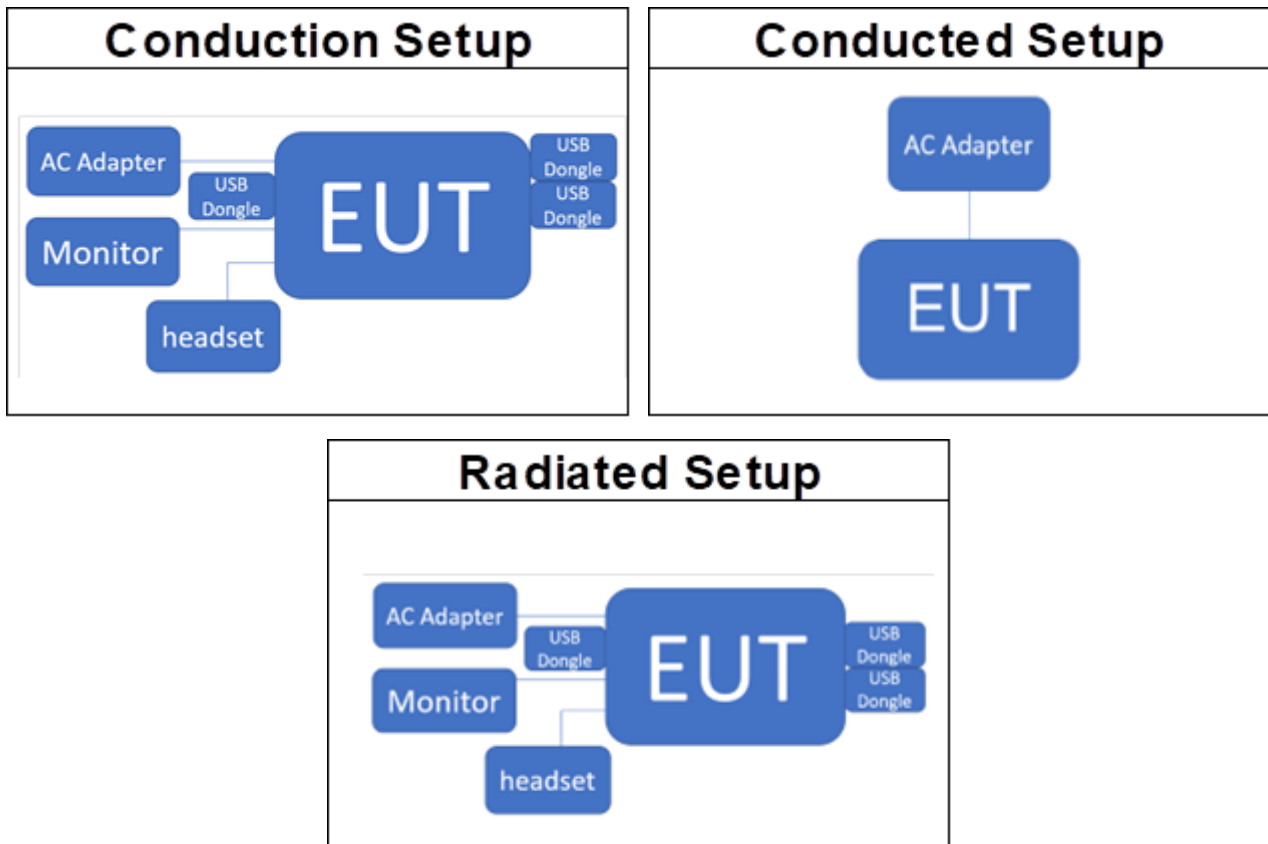 Conduction Setup
AC Adapter
USB
Dongle
Monitor
headset
EUT
USB
Dongle
USB
Dongle
Conducted Setup
AC Adapter
EUT
Radiated Setup
AC Adapter
USB
Dongle
Monitor
headset
EUT
USB
Dongle
USB
Dongle